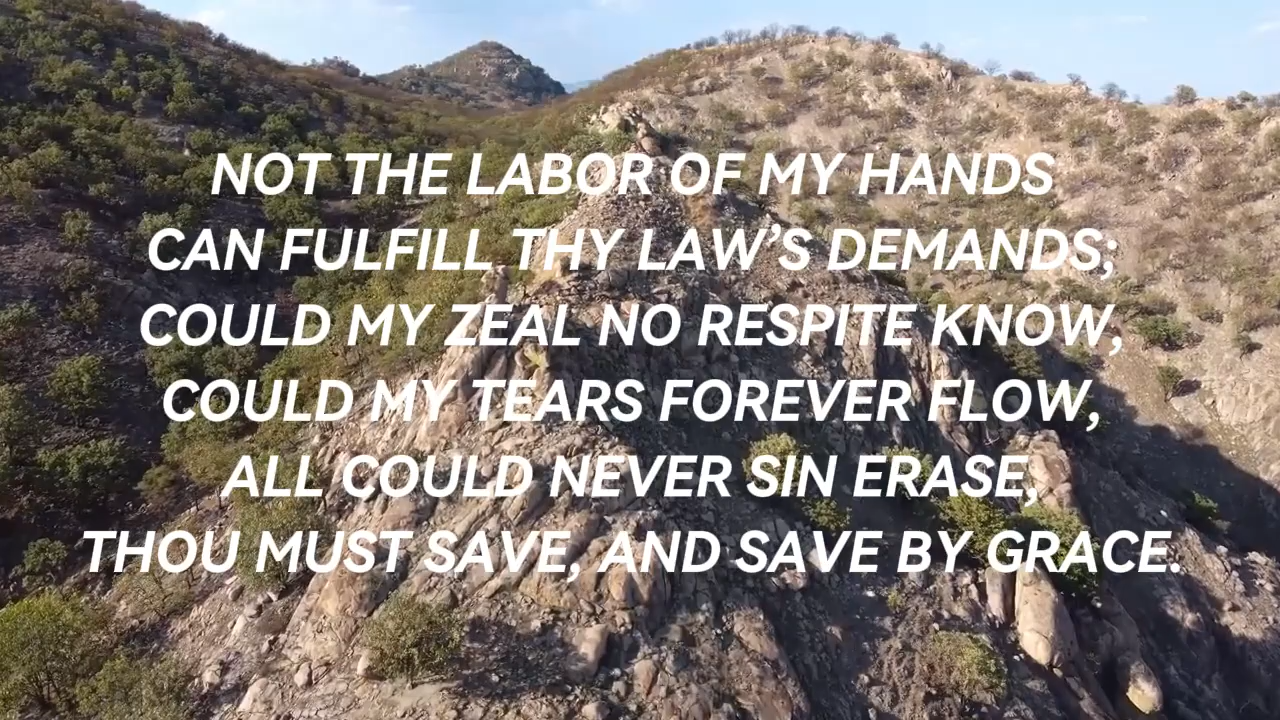 NOT THE LABOR OF MY HANDS
CAN FULFILL THY LAW’S DEMANDS;
COULD MY ZEAL NO RESPITE KNOW,
COULD MY TEARS FOREVER FLOW,
ALL COULD NEVER SIN ERASE,
THOU MUST SAVE, AND SAVE BY GRACE.